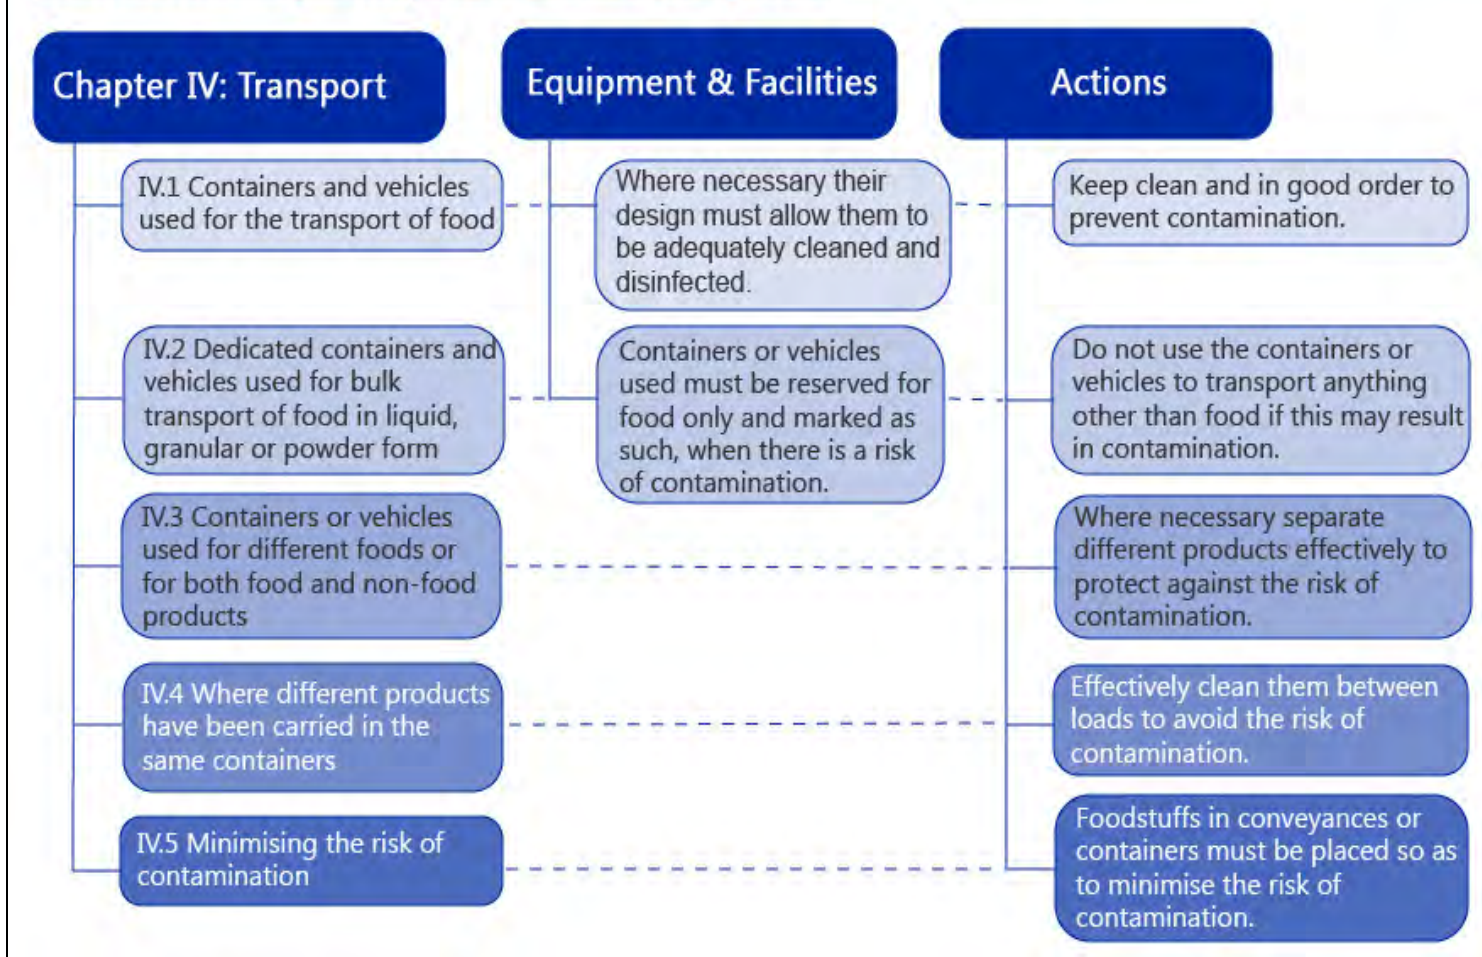 Chapter IV: Transport
Equipment & Facilities
Actions
IV.1 Containers and vehicles
used for the transport of food
Where necessary their
design must allow them to
be adequately cleaned and
disinfected.
Keep clean and in good order to
prevent contamination.
IV.2 Dedicated containers and
vehicles used for bulk
transport of food in liquid,
granular or powder form
Containers or vehicles
used must be reserved for
food only and marked as
such, when there is a risk
of contamination.
Do not use the containers or
vehicles to transport anything
other than food if this may result
in contamination.
IV.3 Containers or vehicles
used for different foods or
for both food and non-food
products
Where necessary separate
different products effectively to
protect against the risk of
contamination.
IV.4 Where different products
have been carried in the
same containers
Effectively clean them between
loads to avoid the risk of
contamination.
IV.5 Minimising the risk of
contamination
Foodstuffs in conveyances or
containers must be placed so as
to minimise the risk of
contamination.